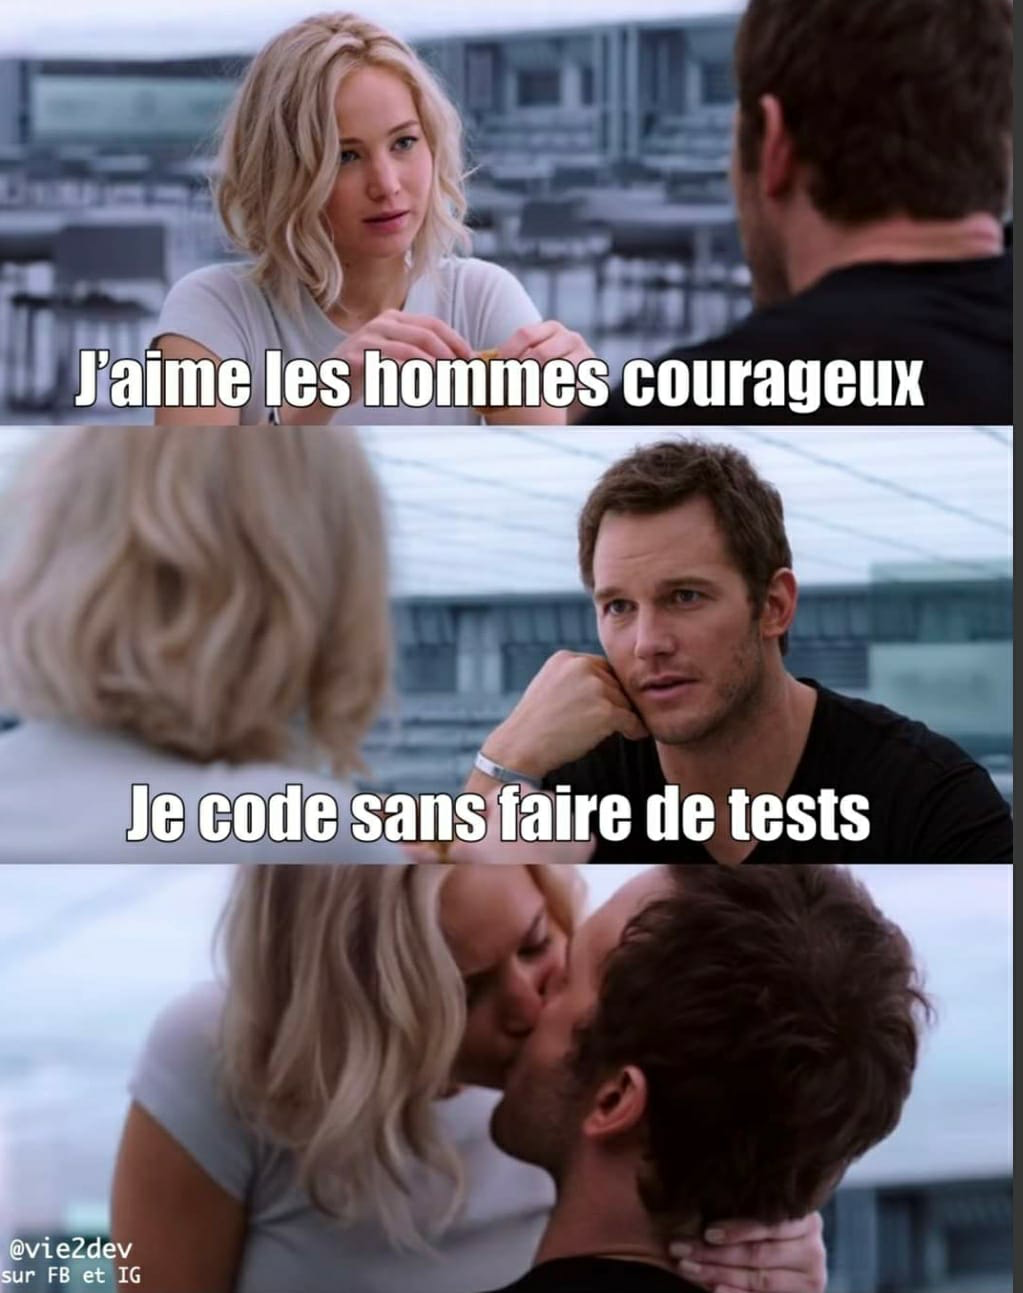 J'aime les hommes courageux
Je code sans faire de tests
@vie2dev
sur FB et IG